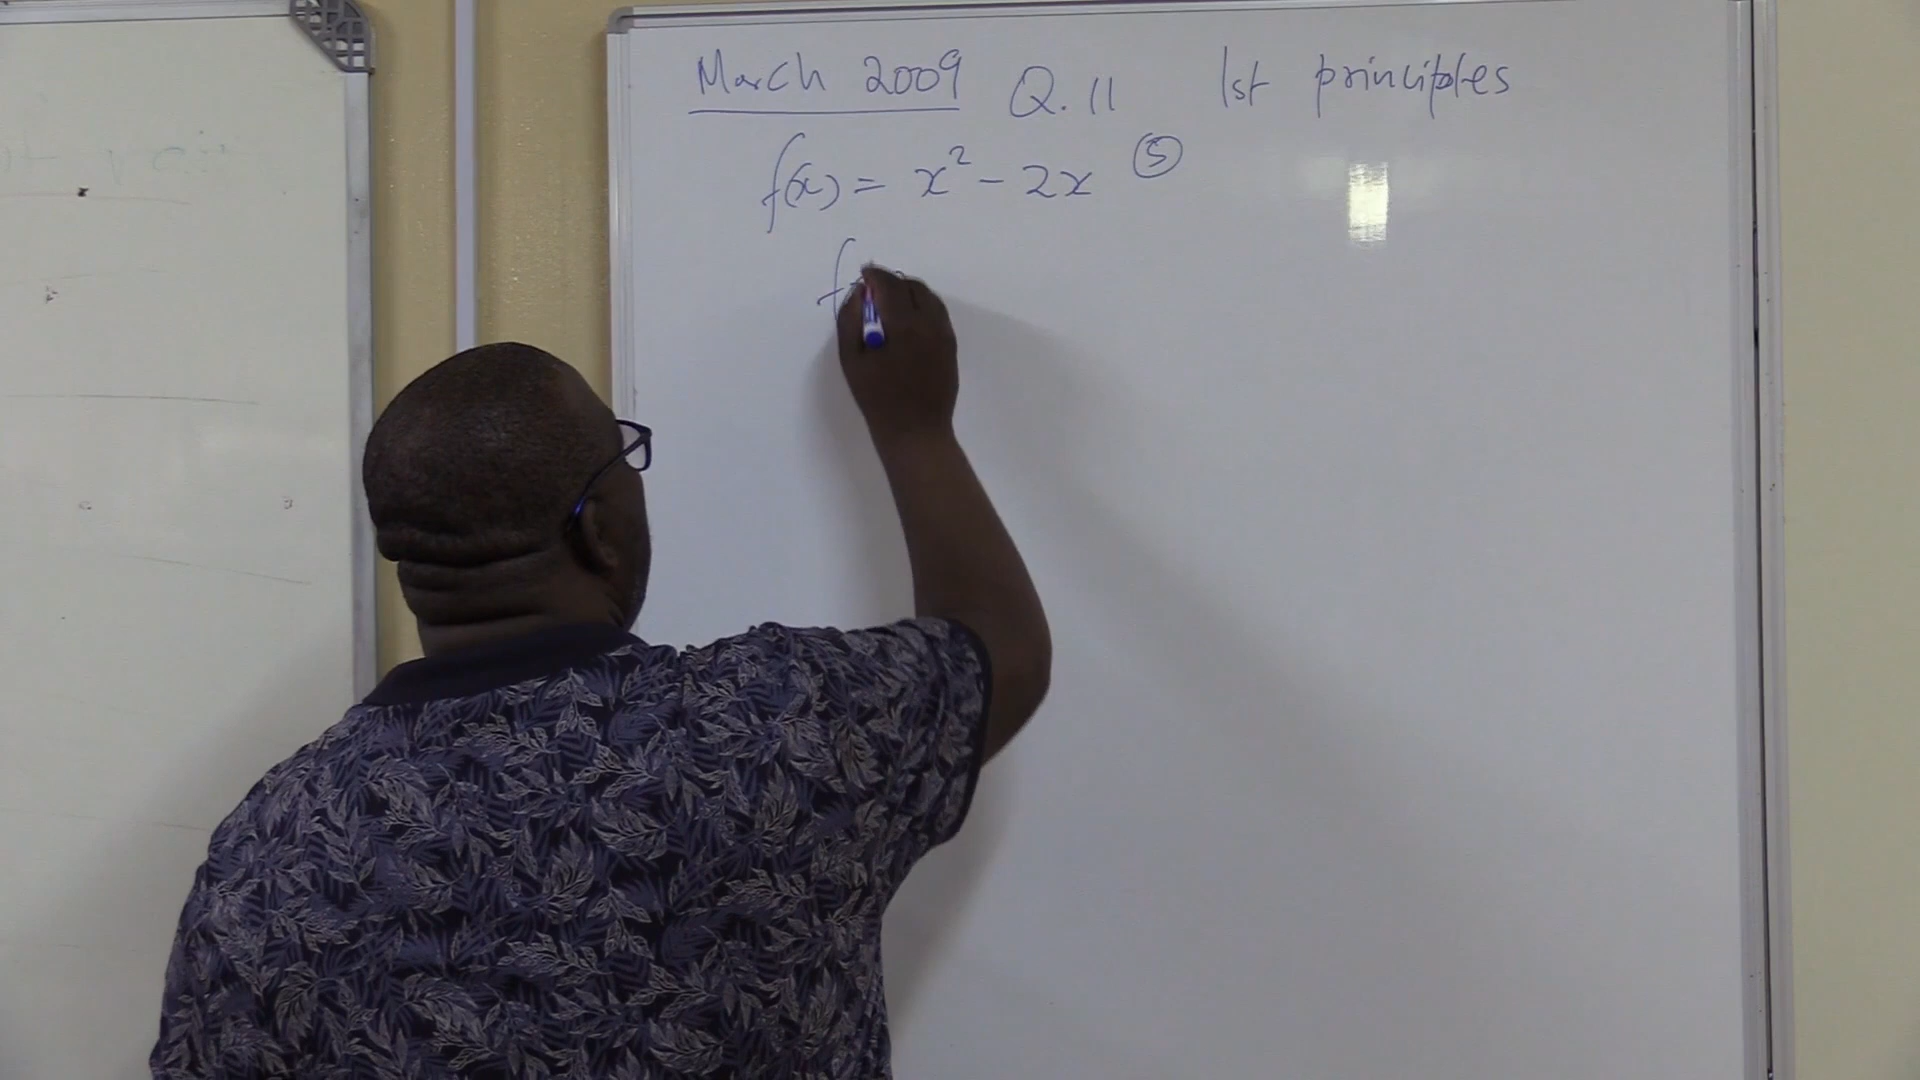 March 2009 Q.11 1st principles
f(x) = x² - 2x ⑤
f